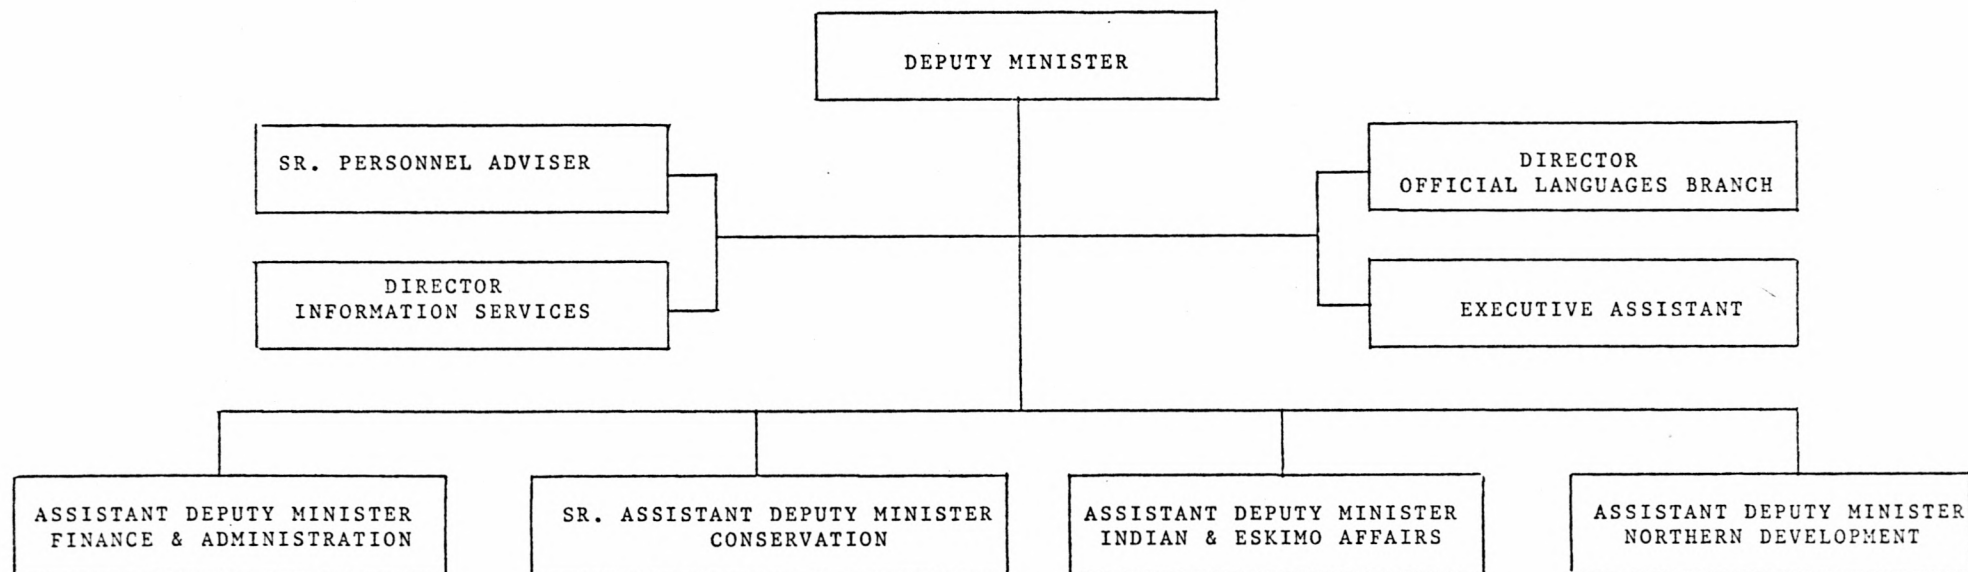 DEPUTY MINISTER
SR. PERSONNEL ADVISER
DIRECTOR
OFFICIAL LANGUAGES BRANCH
DIRECTOR
INFORMATION SERVICES
EXECUTIVE ASSISTANT
ASSISTANT DEPUTY MINISTER
FINANCE & ADMINISTRATION
SR. ASSISTANT DEPUTY MINISTER
CONSERVATION
ASSISTANT DEPUTY MINISTER
INDIAN & ESKIMO AFFAIRS
ASSISTANT DEPUTY MINISTER
NORTHERN DEVELOPMENT